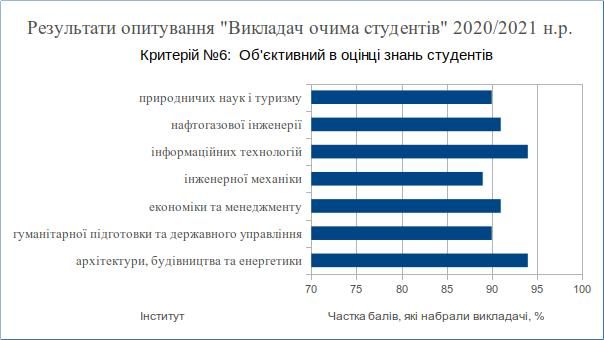 Результати опитування "Викладач очима студентів" 2020/2021 н.р.
Критерій №6:  Об'єктивний в оцінці знань студентів
природничих наук і туризму
нафтогазової інженерії
інформаційних технологій
інженерної механіки
економіки та менеджменту
гуманітарної підготовки та державного управління
архітектури, будівництва та енергетики
70 75 80 85 90 95 100
Інститут
Частка балів, які набрали викладачі, %